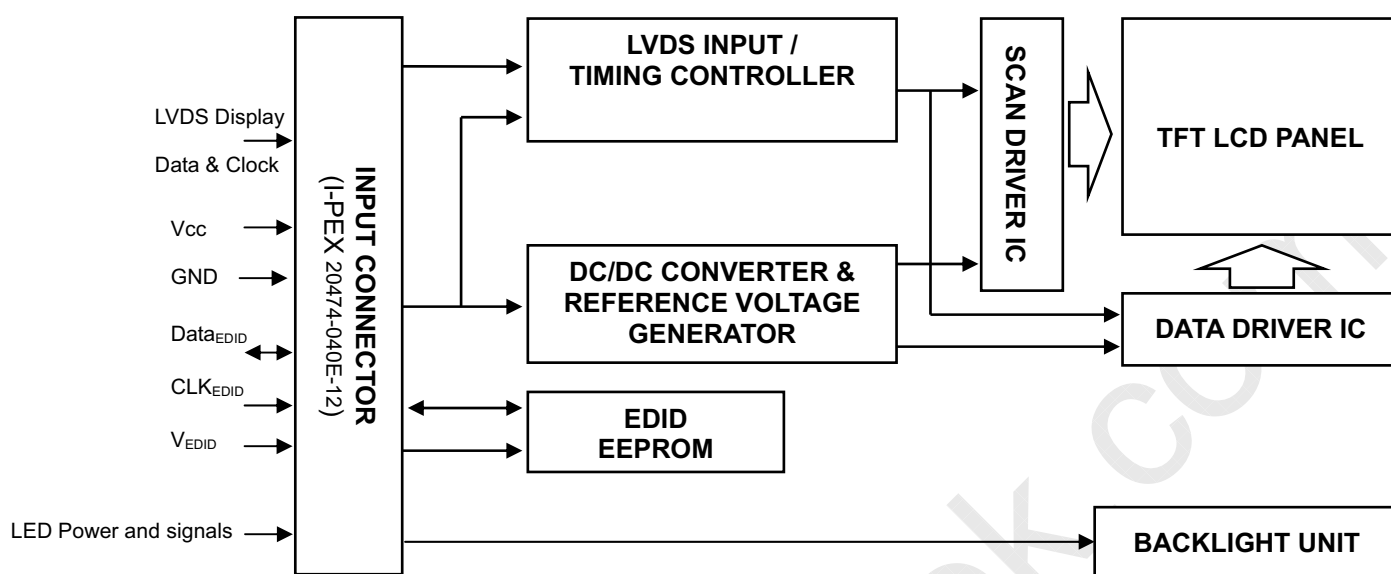 LVDS Display
Data & Clock
Vcc
GND
DataEDID
CLKEDID
VEDID
LED Power and signals
INPUT CONNECTOR
(I-PEX 20474-040E-12)
LVDS INPUT /
TIMING CONTROLLER
DC/DC CONVERTER &
REFERENCE VOLTAGE
GENERATOR
EDID
EEPROM
SCAN DRIVER IC
TFT LCD PANEL
DATA DRIVER IC
BACKLIGHT UNIT